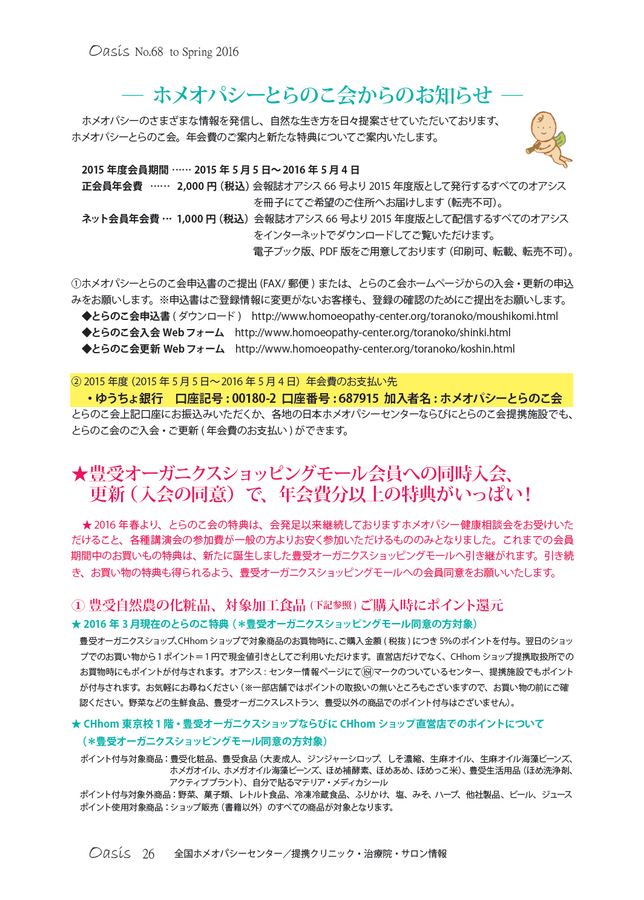 Oasis No.68 to Spring 2016
― ホメオパシーとらのこ会からのお知らせ ―
ホメオパシーのさまざまな情報を発信し、自然な生き方を日々提案させていただいております、
ホメオパシーとらのこ会。年会費のご案内と新たな特典についてご案内いたします。
2015 年度会員期間 …… 2015 年 5 月 5 日〜 2016 年 5 月 4 日
正会員年会費 …… 2,000 円（税込）会報誌オアシス 66 号より 2015 年度版として発行するすべてのオアシス
を冊子にてご希望のご住所へお届けします（転売不可）。
ネット会員年会費 … 1,000 円（税込） 会報誌オアシス 66 号より 2015 年度版として配信するすべてのオアシス
をインターネットでダウンロードしてご覧いただけます。
電子ブック版、PDF 版をご用意しております（印刷可、転載、転売不可）。
①ホメオパシーとらのこ会申込書のご提出 (FAX/ 郵便 ) または、とらのこ会ホームページからの入会・更新の申込
みをお願いします。※申込書はご登録情報に変更がないお客様も、登録の確認のためにご提出をお願いします。
◆とらのこ会申込書 ( ダウンロード ) http://www.homoeopathy-center.org/toranoko/moushikomi.html
◆とらのこ会入会 Web フォーム http://www.homoeopathy-center.org/toranoko/shinki.html
◆とらのこ会更新 Web フォーム http://www.homoeopathy-center.org/toranoko/koshin.html
② 2015 年度（2015 年 5 月 5 日〜 2016 年 5 月 4 日）年会費のお支払い先
・ゆうちょ銀行 口座記号 : 00180-2 口座番号 : 687915 加入者名 : ホメオパシーとらのこ会
とらのこ会上記口座にお振込みいただくか、各地の日本ホメオパシーセンターならびにとらのこ会提携施設でも、
とらのこ会のご入会・ご更新 ( 年会費のお支払い ) ができます。
★豊受オーガニクスショッピングモール会員への同時入会、
更新（入会の同意）で、年会費分以上の特典がいっぱい！
★ 2016 年春より、とらのこ会の特典は、会発足以来継続しておりますホメオパシー健康相談会をお受けいた
だけること、各種講演会の参加費が一般の方よりお安く参加いただけるもののみとなりました。これまでの会員
期間中のお買いもの特典は、新たに誕生しました豊受オーガニクスショッピングモールへ引き継がれます。引き続
き、お買い物の特典も得られるよう、豊受オーガニクスショッピングモールへの会員同意をお願いいたします。
① 豊受自然農の化粧品、対象加工食品 (下記参照) ご購入時にポイント還元
★ 2016 年 3 月現在のとらのこ特典（＊豊受オーガニクスショッピングモール同意の方対象）
豊受オーガニクスショップ、CHhom ショップで対象商品のお買物時に、ご購入金額 ( 税抜 ) につき 5%のポイントを付与。翌日のショッ
プでのお買い物から 1 ポイント＝ 1 円で現金値引きとしてご利用いただけます。直営店だけでなく、CHhom ショップ提携取扱所での
お買物時にもポイントが付与されます。オアシス : センター情報ページにてマークのついているセンター、提携施設でもポイント
が付与されます。お気軽にお尋ねください（※一部店舗ではポイントの取扱いの無いところもございますので、お買い物の前にご確
認ください。野菜などの生鮮食品、豊受オーガニクスレストラン、豊受以外の商品でのポイント付与はございません）。
★ CHhom 東京校 1 階・豊受オーガニクスショップならびに CHhom ショップ直営店でのポイントについて
（＊豊受オーガニクスショッピングモール同意の方対象）
ポイント付与対象商品：豊受化粧品、豊受食品（大麦成人、ジンジャーシロップ、しそ濃縮、生麻オイル、生麻オイル海藻ビーンズ、
ホメガオイル、ホメガオイル海藻ビーンズ、ほめ補酵素、ほめあめ、ほめっこ米）、豊受生活用品（ほめ洗浄剤、
アクティブプラント）、自分で貼るマテリア・メディカシール
ポイント付与対象外商品：野菜、菓子類、レトルト食品、冷凍冷蔵食品、ふりかけ、塩、みそ、ハーブ、他社製品、ビール、ジュース
ポイント使用対象商品：ショップ販売（書籍以外）のすべての商品が対象となります。
Oasis 26 全国ホメオパシーセンター／提携クリニック・治療院・サロン情報